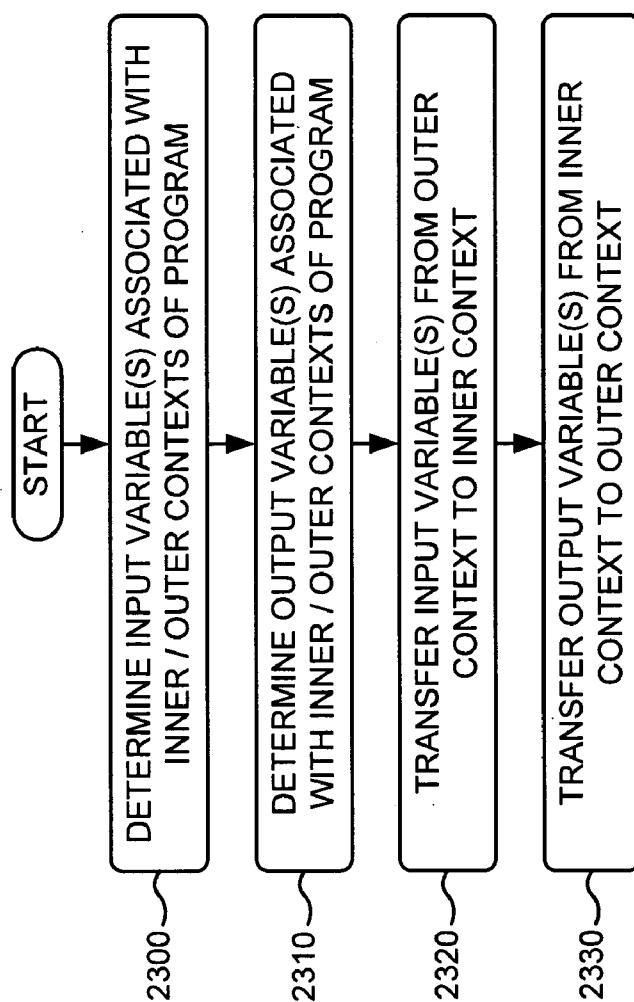 START
2300
DETERMINE INPUT VARIABLE(S) ASSOCIATED WITH
INNER / OUTER CONTEXTS OF PROGRAM
2310
DETERMINE OUTPUT VARIABLE(S) ASSOCIATED
WITH INNER / OUTER CONTEXTS OF PROGRAM
2320
TRANSFER INPUT VARIABLE(S) FROM OUTER
CONTEXT TO INNER CONTEXT
2330
TRANSFER OUTPUT VARIABLE(S) FROM INNER
CONTEXT TO OUTER CONTEXT